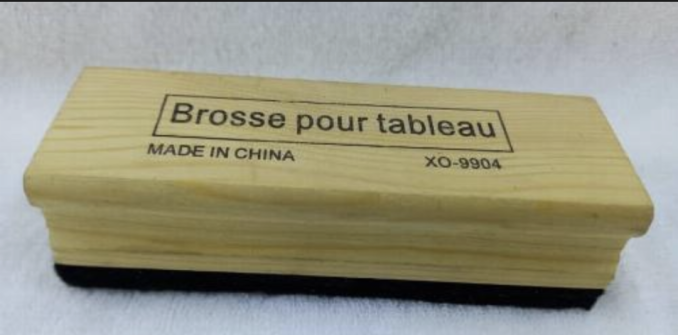 Brosse pour tableau
MADE IN CHINA XO-9904